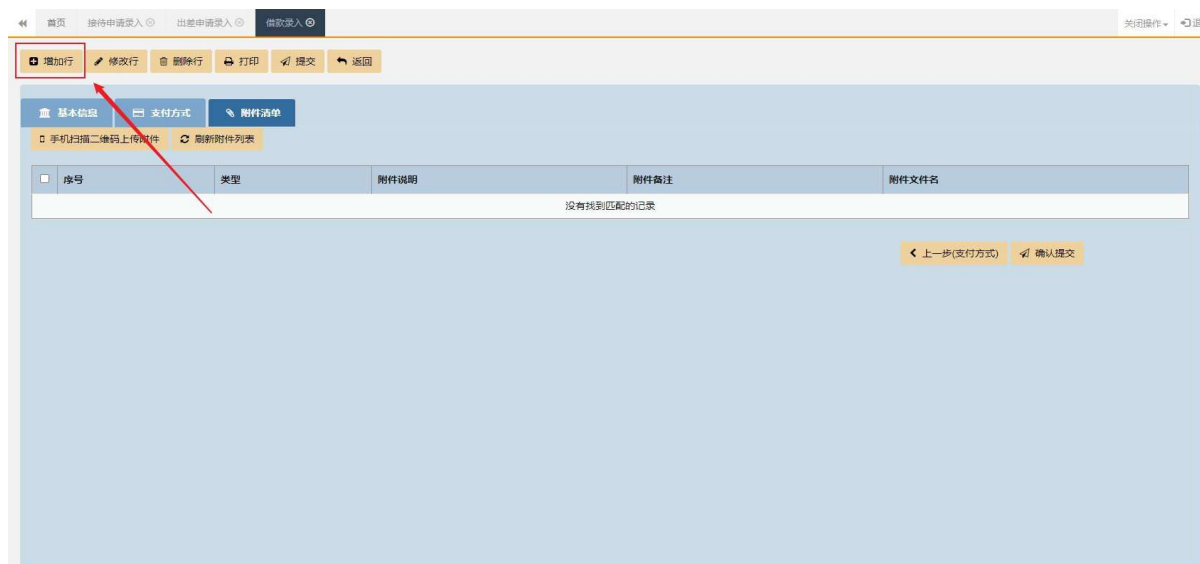 首页 接待申请录入 出差申请录入 借款录入 关闭操作
增加行 修改行 删除行 打印 提交 返回
基本信息 支付方式 附件清单
手机扫描二维码上传附件 刷新附件列表
序号 类型 附件说明 附件备注 附件文件名
没有找到匹配的记录
上一步(支付方式) 确认提交